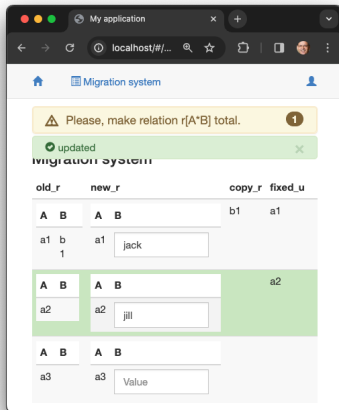 My application
localhost/#/...
Migration system
Please, make relation r[A*B] total. 1
updated
Migration system
old_r new_r copy_r fixed_u
A B A B b1 a1
a1 b 1 a1 jack
A B A B a2
a2 a2 jill
A B A B
a3 a3 Value